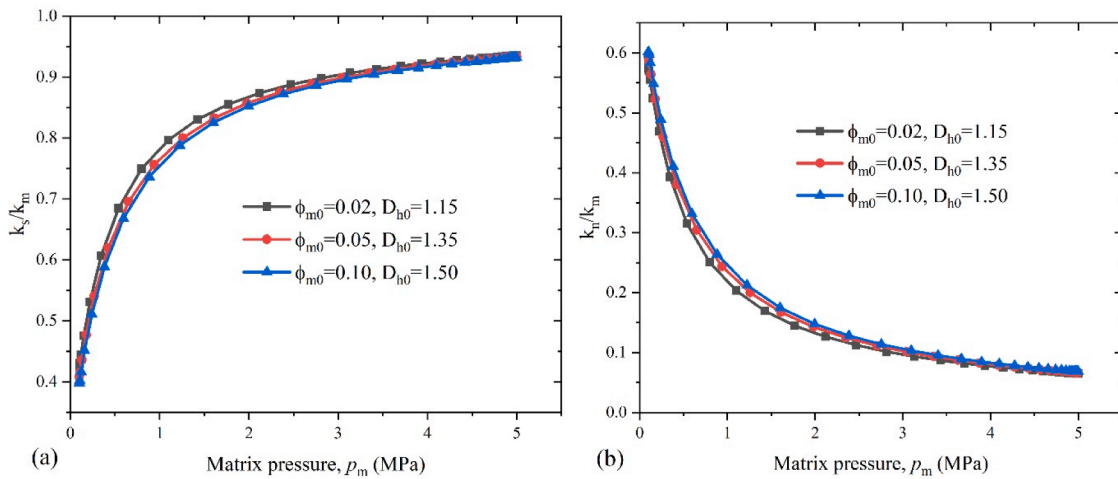 1.0
0.9
0.8
0.7
0.6
0.5
0.4
k_s/k_m
ϕ_m0=0.02, D_h0=1.15
ϕ_m0=0.05, D_h0=1.35
ϕ_m0=0.10, D_h0=1.50
0 1 2 3 4 5
(a)
Matrix pressure, p_m (MPa)
0.6
0.5
0.4
0.3
0.2
0.1
0.0
k_n/k_m
ϕ_m0=0.02, D_h0=1.15
ϕ_m0=0.05, D_h0=1.35
ϕ_m0=0.10, D_h0=1.50
0 1 2 3 4 5
(b)
Matrix pressure, p_m (MPa)